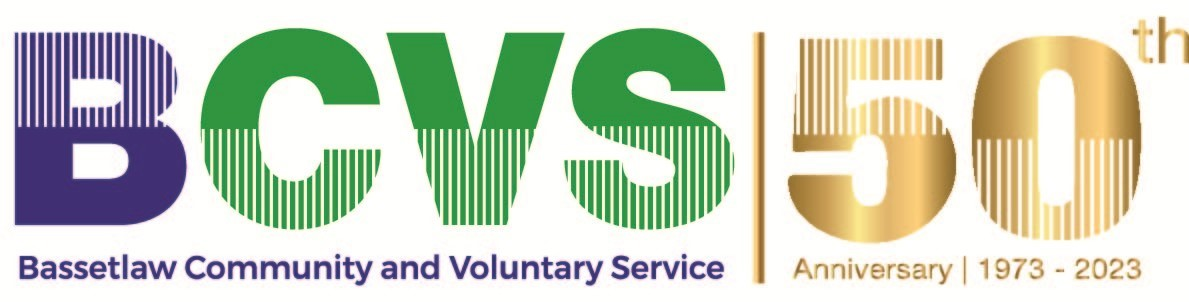 BCVS
Bassetlaw Community and Voluntary Service
50th
Anniversary | 1973 - 2023